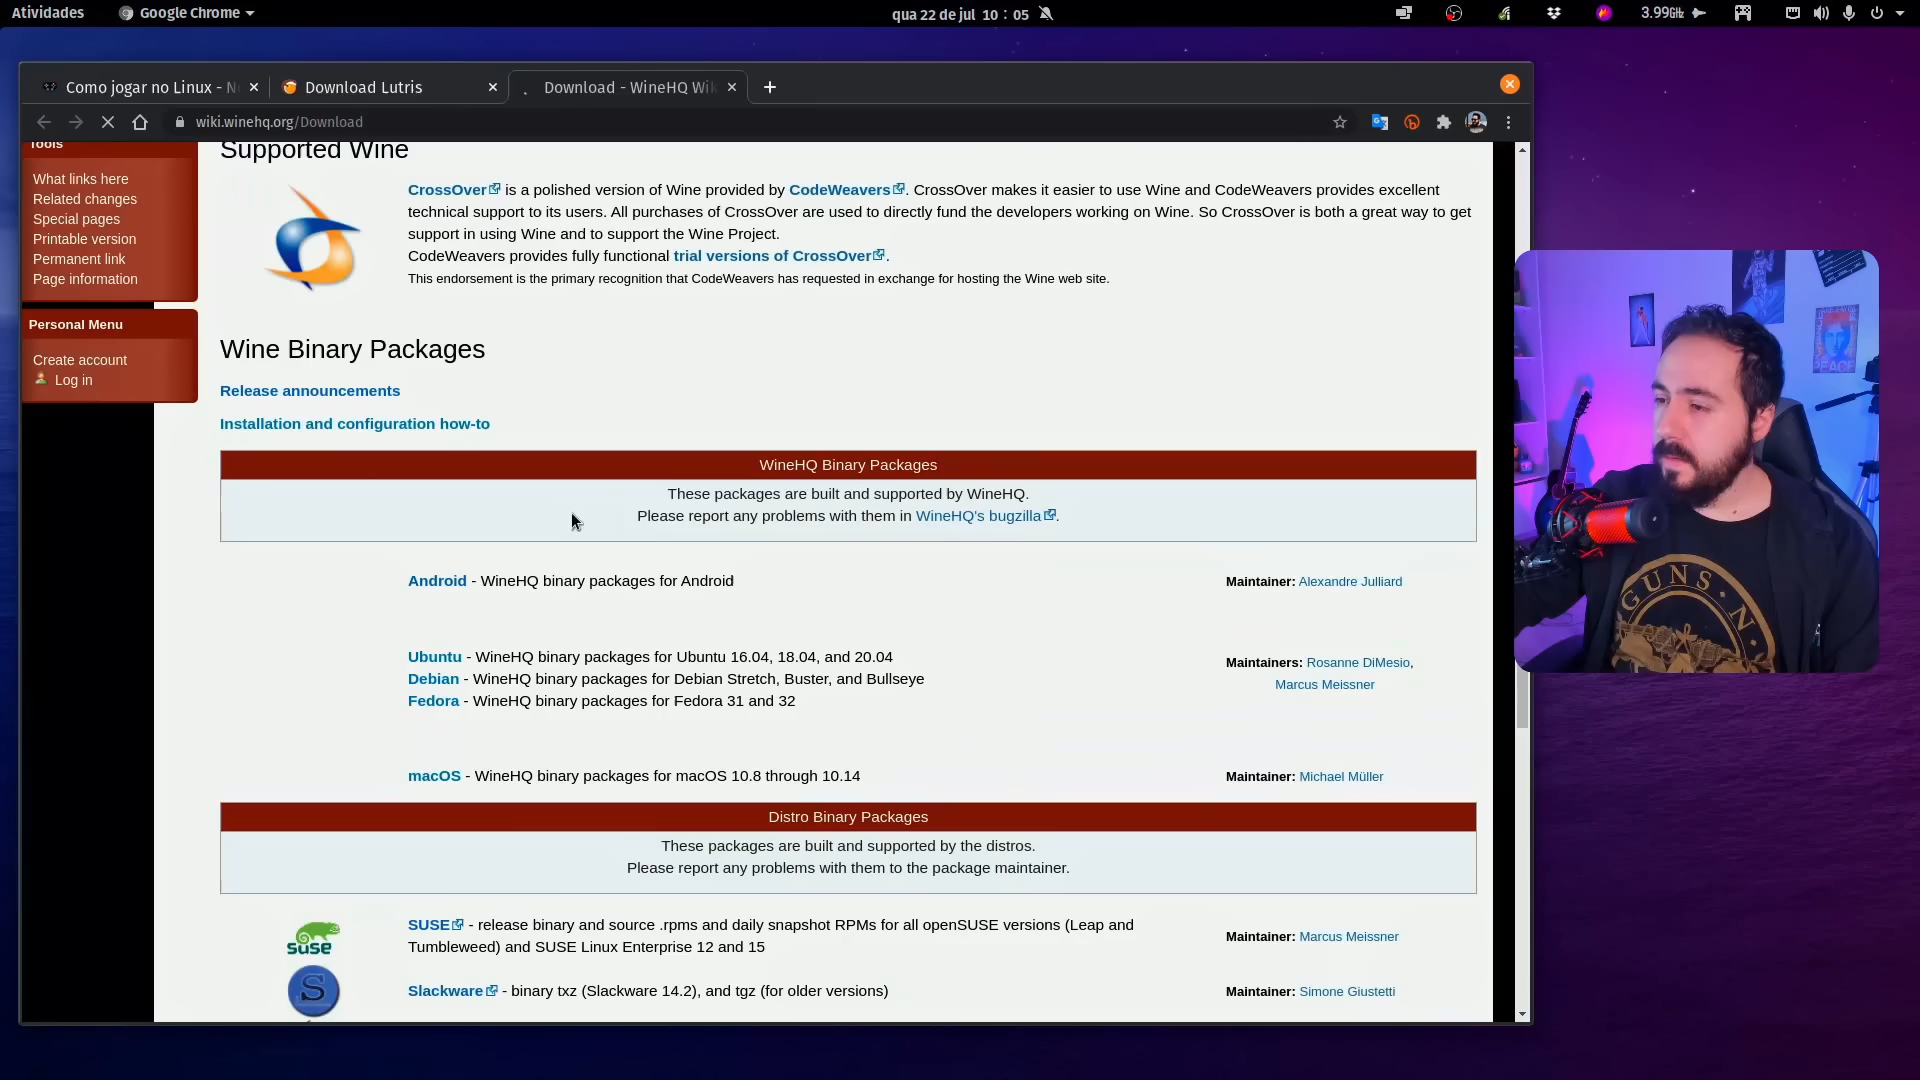 Atividades
Google Chrome
qua 22 de jul 10 : 05
3.99GHz
Como jogar no Linux - N
Download Lutris
Download - WineHQ Wik
wiki.winehq.org/Download
Tools
What links here
Related changes
Special pages
Printable version
Permanent link
Page information
Personal Menu
Create account
Log in
Supported Wine
CrossOver is a polished version of Wine provided by CodeWeavers. CrossOver makes it easier to use Wine and CodeWeavers provides excellent
technical support to its users. All purchases of CrossOver are used to directly fund the developers working on Wine. So CrossOver is both a great way to get
support in using Wine and to support the Wine Project.
CodeWeavers provides fully functional trial versions of CrossOver.
This endorsement is the primary recognition that CodeWeavers has requested in exchange for hosting the Wine web site.
Wine Binary Packages
Release announcements
Installation and configuration how-to
WineHQ Binary Packages
These packages are built and supported by WineHQ.
Please report any problems with them in WineHQ's bugzilla.
Android - WineHQ binary packages for Android
Maintainer: Alexandre Julliard
Ubuntu - WineHQ binary packages for Ubuntu 16.04, 18.04, and 20.04
Debian - WineHQ binary packages for Debian Stretch, Buster, and Bullseye
Fedora - WineHQ binary packages for Fedora 31 and 32
Maintainers: Rosanne DiMesio,
Marcus Meissner
macOS - WineHQ binary packages for macOS 10.8 through 10.14
Maintainer: Michael Müller
Distro Binary Packages
These packages are built and supported by the distros.
Please report any problems with them to the package maintainer.
SUSE
SUSE - release binary and source .rpms and daily snapshot RPMs for all openSUSE versions (Leap and
Tumbleweed) and SUSE Linux Enterprise 12 and 15
Maintainer: Marcus Meissner
S
Slackware - binary txz (Slackware 14.2), and tgz (for older versions)
Maintainer: Simone Giustetti
PEACE
GUNS N